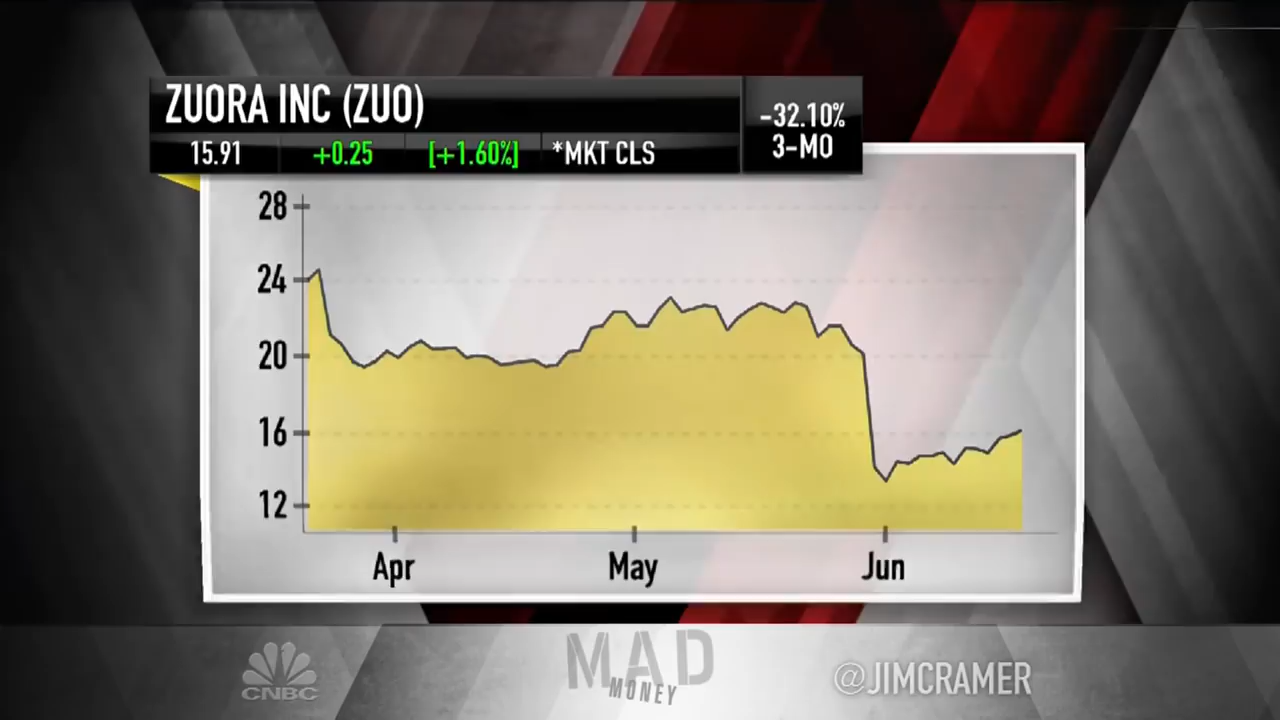 ZUORA INC (ZUO)
15.91 +0.25 [+1.60%] *MKT CLS
-32.10%
3-MO
28
24
20
16
12
Apr May Jun
CNBC
MAD
MONEY
@JIMCRAMER